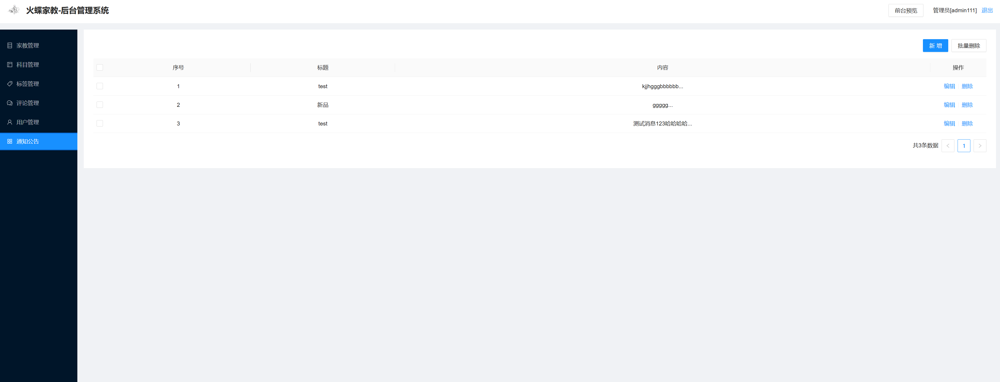 火蝶家教-后台管理系统
前台预览 管理员[admin111] 退出
家教管理
科目管理
标签管理
评论管理
用户管理
通知公告
新 增 批量删除
序号 标题 内容 操作
1 test kjjhgggbbbbbb... 编辑 删除
2 新品 ggggg... 编辑 删除
3 test 测试消息123哈哈哈哈... 编辑 删除
共3条数据 < 1 >